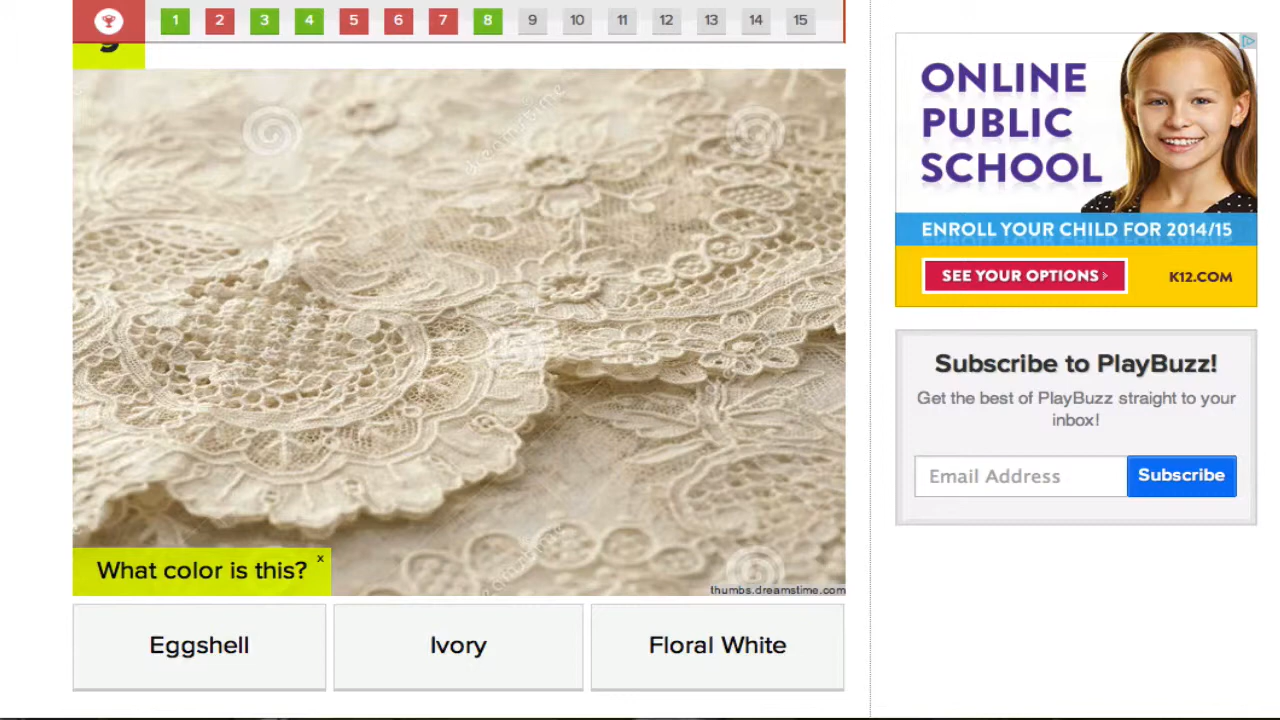 1 2 3 4 5 6 7 8 9 10 11 12 13 14 15
dreamstime
dreamstime
What color is this? x
thumbs.dreamstime.com
Eggshell
Ivory
Floral White
ONLINE
PUBLIC
SCHOOL
ENROLL YOUR CHILD FOR 2014/15
SEE YOUR OPTIONS
K12.COM
Subscribe to PlayBuzz!
Get the best of PlayBuzz straight to your
inbox!
Email Address
Subscribe